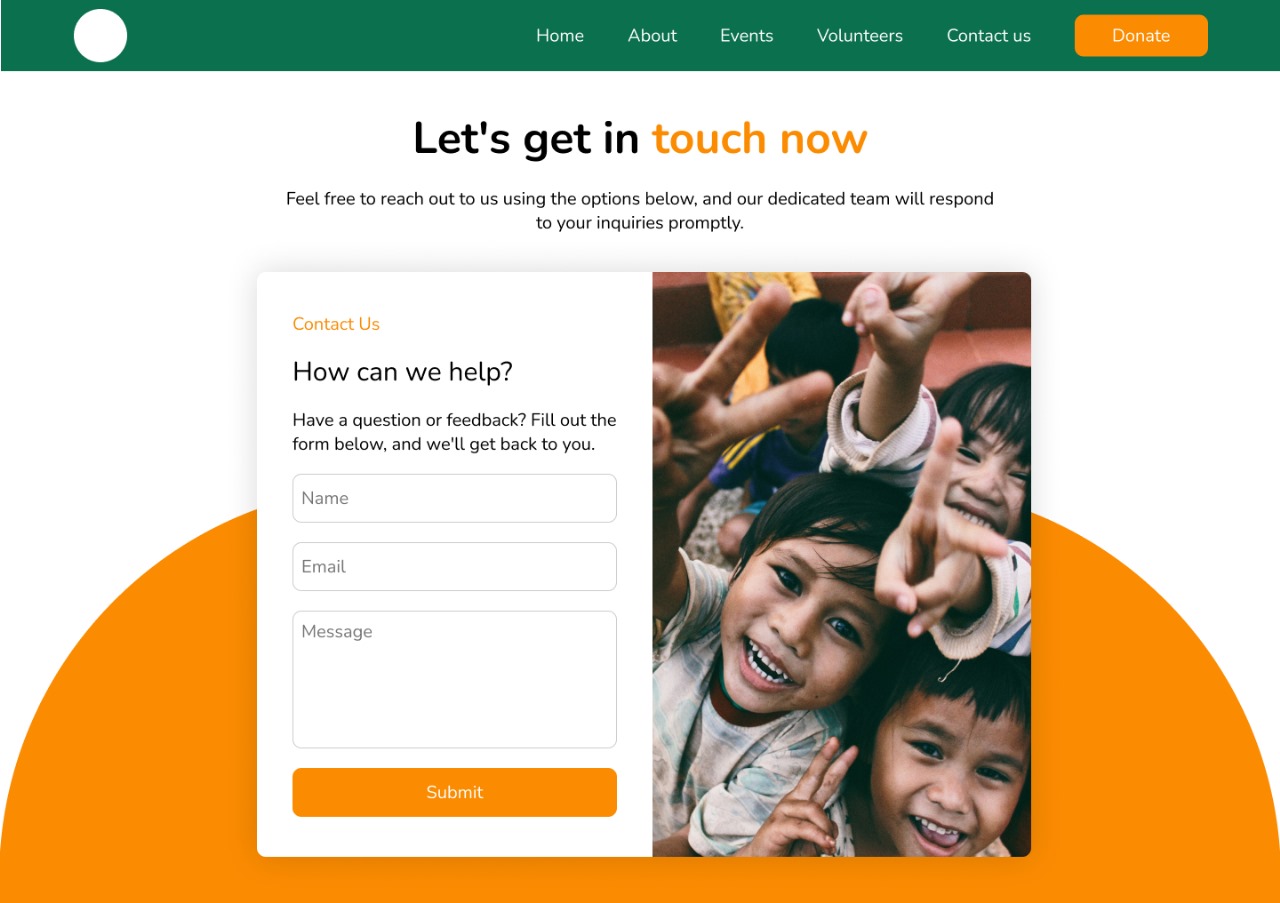 Home About Events Volunteers Contact us Donate
Let's get in touch now
Feel free to reach out to us using the options below, and our dedicated team will respond
to your inquiries promptly.
Contact Us
How can we help?
Have a question or feedback? Fill out the
form below, and we'll get back to you.
Name
Email
Message
Submit